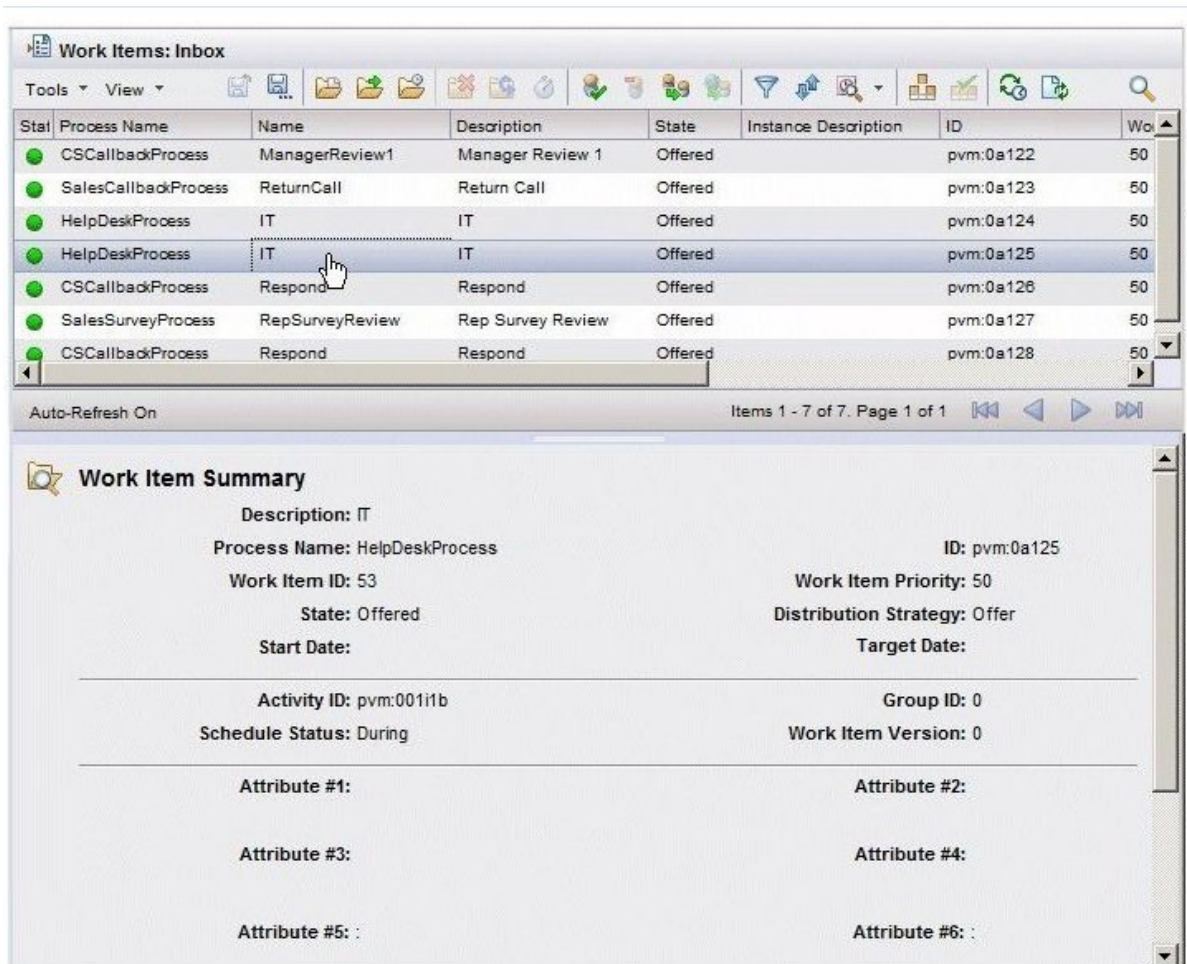 Work Items: Inbox
Tools View
Stat Process Name Name Description State Instance Description ID Wo
CSCallbackProcess ManagerReview1 Manager Review 1 Offered pvm:0a122 50
SalesCallbackProcess ReturnCall Return Call Offered pvm:0a123 50
HelpDeskProcess IT IT Offered pvm:0a124 50
HelpDeskProcess IT IT Offered pvm:0a125 50
CSCallbackProcess Respond Respond Offered pvm:0a126 50
SalesSurveyProcess RepSurveyReview Rep Survey Review Offered pvm:0a127 50
CSCallbackProcess Respond Respond Offered pvm:0a128 50
Auto-Refresh On Items 1 - 7 of 7. Page 1 of 1
Work Item Summary
Description: IT
Process Name: HelpDeskProcess ID: pvm:0a125
Work Item ID: 53 Work Item Priority: 50
State: Offered Distribution Strategy: Offer
Start Date: Target Date:
Activity ID: pvm:001i1b Group ID: 0
Schedule Status: During Work Item Version: 0
Attribute #1: Attribute #2:
Attribute #3: Attribute #4:
Attribute #5: : Attribute #6: :